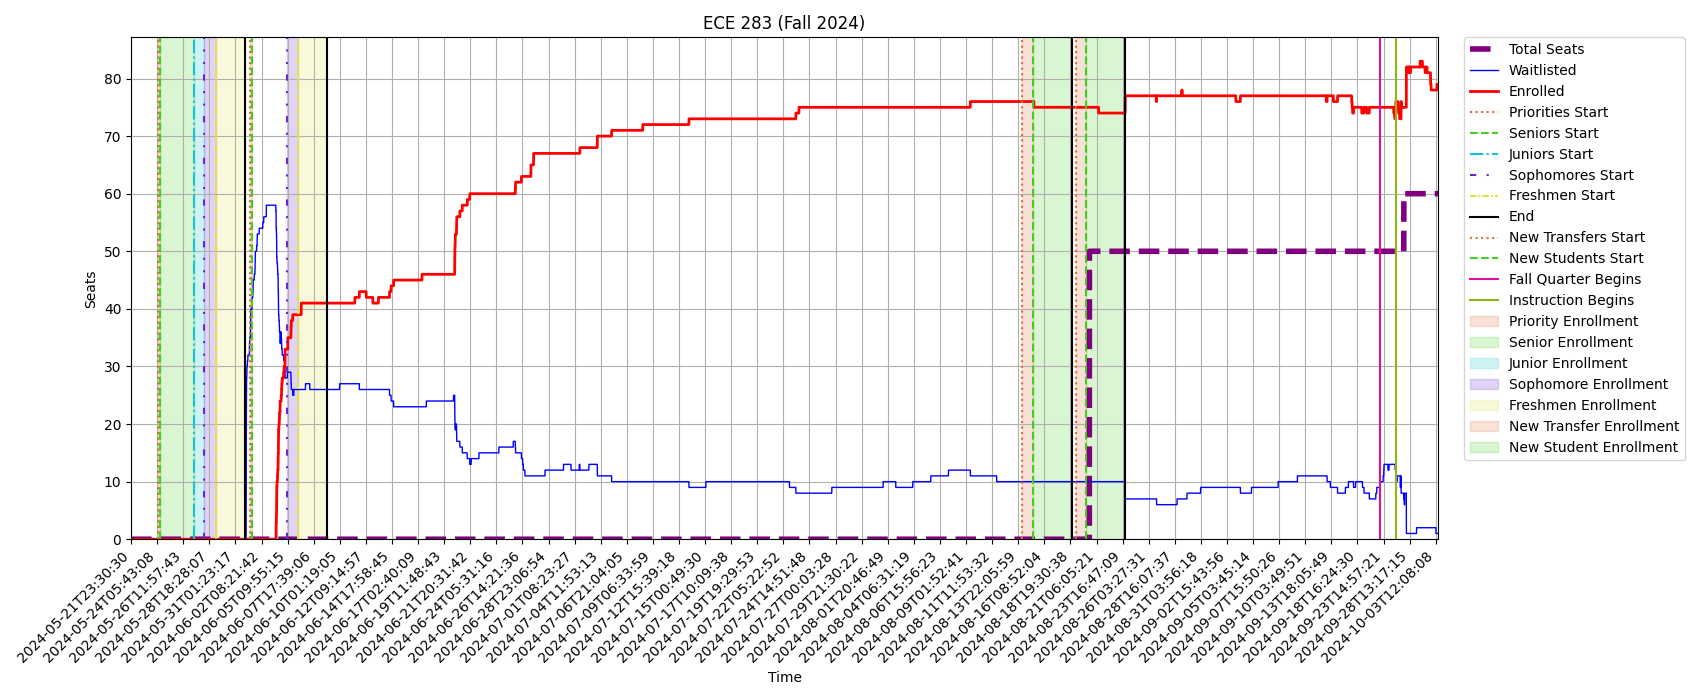 ECE 283 (Fall 2024)
Seats
80
70
60
50
40
30
20
10
0
2024-05-21T23:30:30
2024-05-24T05:43:08
2024-05-26T11:57:43
2024-05-28T18:28:07
2024-05-31T01:23:17
2024-06-02T08:21:42
2024-06-05T09:55:15
2024-06-07T17:39:06
2024-06-10T01:19:05
2024-06-12T09:14:57
2024-06-14T17:58:45
2024-06-17T02:40:09
2024-06-19T11:48:43
2024-06-21T20:31:42
2024-06-24T05:31:16
2024-06-26T14:21:36
2024-06-28T23:06:54
2024-07-01T08:23:27
2024-07-04T11:53:13
2024-07-06T21:04:05
2024-07-09T06:33:59
2024-07-12T15:39:18
2024-07-15T00:49:30
2024-07-17T10:09:38
2024-07-19T19:29:53
2024-07-22T05:22:52
2024-07-24T14:51:48
2024-07-27T00:03:28
2024-07-29T21:30:22
2024-08-01T20:46:49
2024-08-04T06:31:19
2024-08-06T15:56:23
2024-08-09T01:52:41
2024-08-11T11:53:32
2024-08-13T22:05:59
2024-08-16T08:52:04
2024-08-18T19:30:38
2024-08-21T06:05:21
2024-08-23T16:47:09
2024-08-26T03:27:31
2024-08-28T16:07:37
2024-08-31T03:56:18
2024-09-02T15:43:56
2024-09-05T03:45:14
2024-09-07T15:50:26
2024-09-10T03:49:51
2024-09-13T18:05:49
2024-09-18T16:24:30
2024-09-23T14:57:21
2024-09-28T13:17:15
2024-10-03T12:08:08
Time
Total Seats
Waitlisted
Enrolled
Priorities Start
Seniors Start
Juniors Start
Sophomores Start
Freshmen Start
End
New Transfers Start
New Students Start
Fall Quarter Begins
Instruction Begins
Priority Enrollment
Senior Enrollment
Junior Enrollment
Sophomore Enrollment
Freshmen Enrollment
New Transfer Enrollment
New Student Enrollment